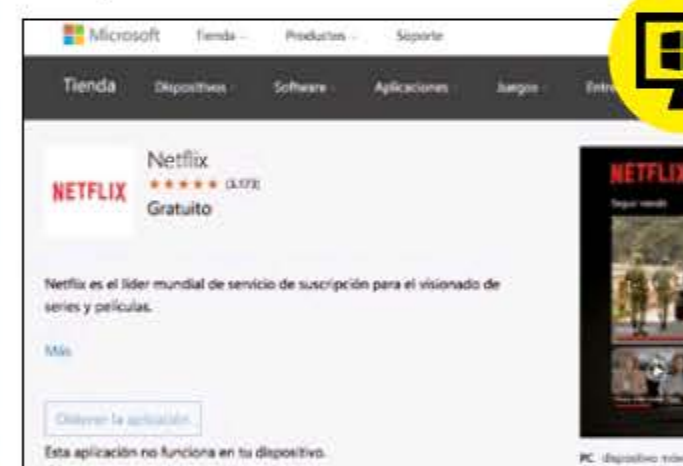 Microsoft Tienda Productos Soporte
Tienda Dispositivos Software Aplicaciones Juegos
Netflix
NETFLIX
Gratuito
NETFLIX
Seguir viendo
Netflix es el líder mundial de servicio de suscripción para el visionado de
series y películas.
Más
Obtener la aplicación
Esta aplicación no funciona en tu dispositivo.
PC